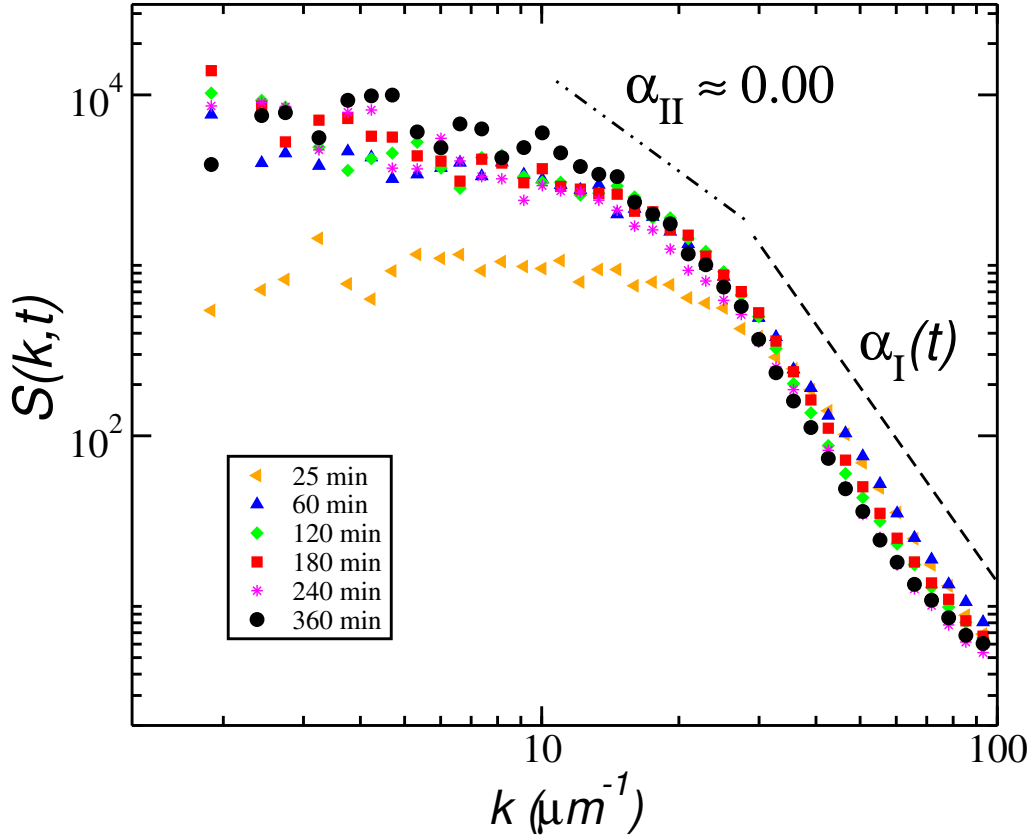 α_II ≈ 0.00
10^4
α_I(t)
S(k,t)
10^2
25 min
60 min
120 min
180 min
240 min
360 min
10
100
k (μm^-1)